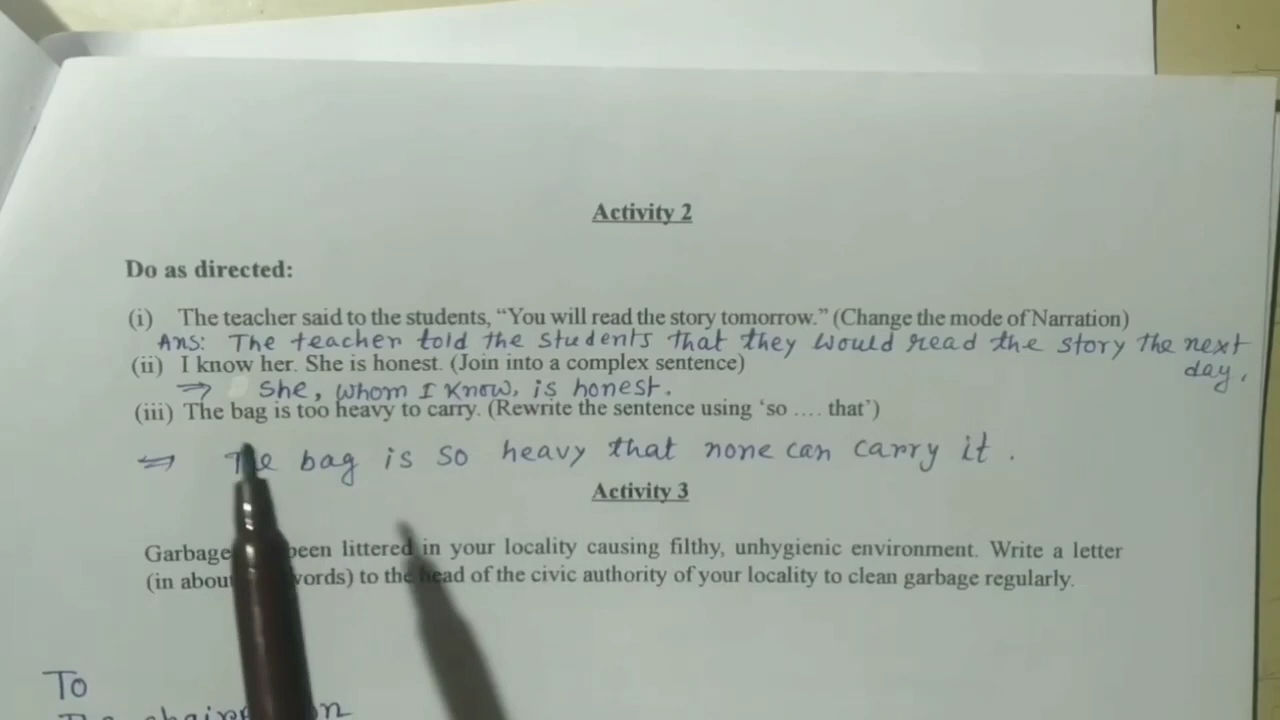 Activity 2
Do as directed:
(i) The teacher said to the students, “You will read the story tomorrow.” (Change the mode of Narration)
Ans: The teacher told the students that they would read the story the next
day.
(ii) I know her. She is honest. (Join into a complex sentence)
⇒ She, whom I know, is honest.
(iii) The bag is too heavy to carry. (Rewrite the sentence using ‘so .... that’)
⇒ The bag is so heavy that none can carry it.
Activity 3
Garbage been littered in your locality causing filthy, unhygienic environment. Write a letter
(in to the head of the civic authority of your locality to clean garbage regularly.
To